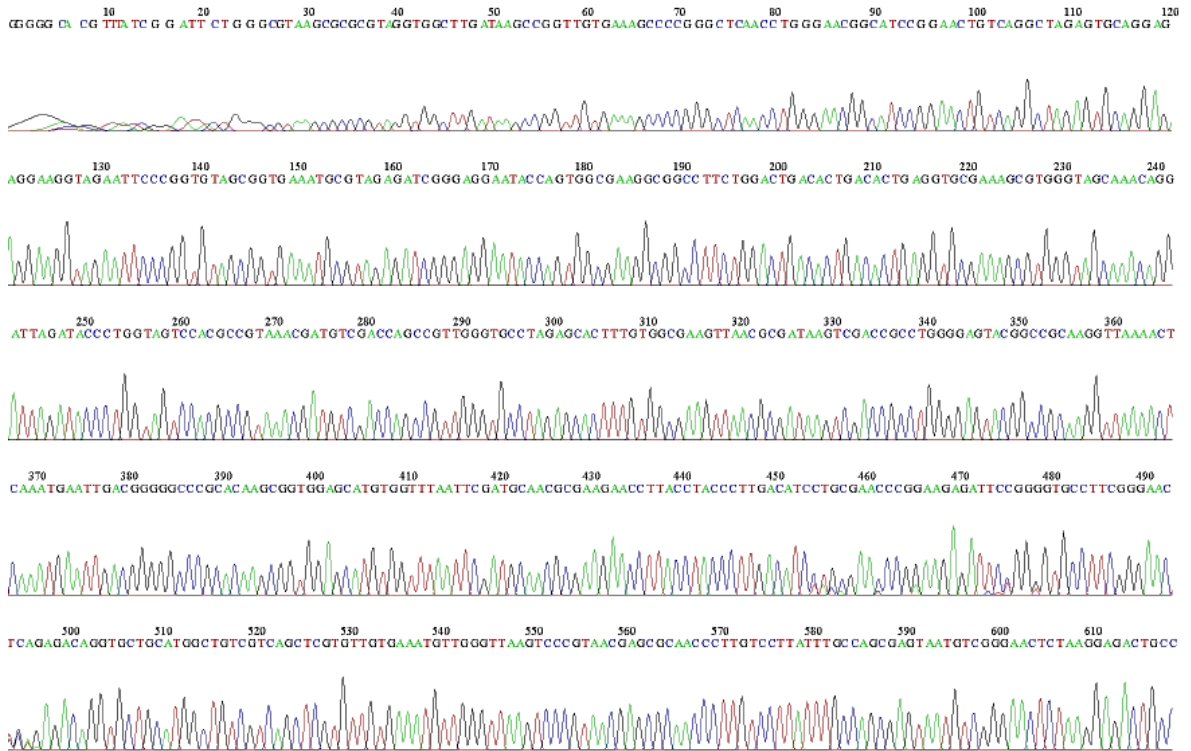 10 20 30 40 50 60 70 80 90 100 110 120
GGGGG CA CG TTTATCGG ATT CTGGGCGTAAGCGCGCGTAGGTGGCTTGATAAGCCGGTTGTGAAAGCCCCGGGCTCAACCTGGGAACGGCATCCGGAACTGTCAGGCTAGAGTGCAGGAG
130 140 150 160 170 180 190 200 210 220 230 240
AGGAAGGTAGAATTCCCGGTGTAGCGGTGAAATGCGTAGAGATCGGGAGGAATACCAGTGGCGAAGGCGGCCTTCTGGACTGACACTGACACTGAGGTGCGAAAGCGTGGGTAGCAAACAGG
250 260 270 280 290 300 310 320 330 340 350 360
ATTAGATACCCTGGTAGTCCACGCCGTAAACGATGTCGACCAGCCGTTGGGTGCCTAGAGCACTTTGTGGCGAAGTTAACGCGATAAGTCGACCGCCTGGGGAGTACGGCCGCAAGGTTAAAACT
370 380 390 400 410 420 430 440 450 460 470 480 490
CAAATGAATTGACGGGGGCCCGCACAAGCGGTGGAGCATGTGGTTTAATTCGATGCAACGCGAAGAACCTTACCTACCCTTGACATCCTGCGAACCCGGAAGAGATTCCGGGGTGCCTTCGGGAAC
500 510 520 530 540 550 560 570 580 590 600 610
TCAGAGACAGGTGCTGCATGGCTGTCGTCAGCTCGTGTTGTGAAATGTTGGGTTAAGTCCCGTAACGAGCGCAACCCTTGTCCTTATTTGCCAGCGAGTAATGTCGGGAACTCTAAGGAGACTGCC